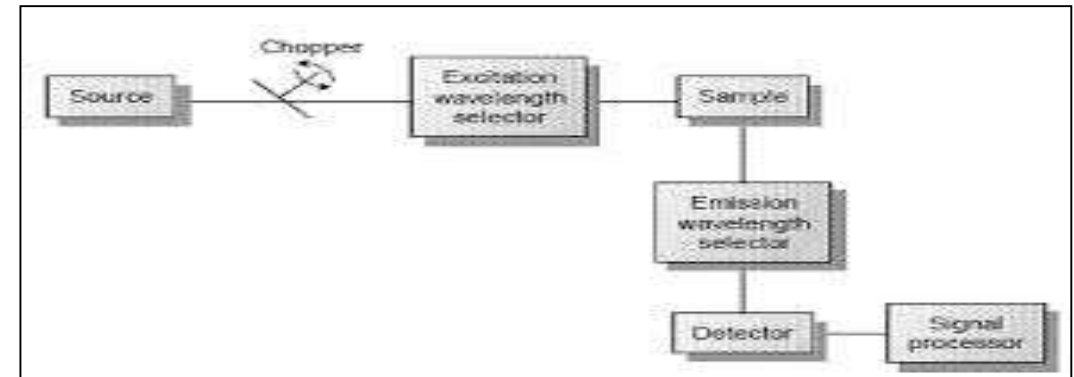 Chopper
Source
Excitation
wavelength
selector
Sample
Emission
wavelength
selector
Detector
Signal
processor